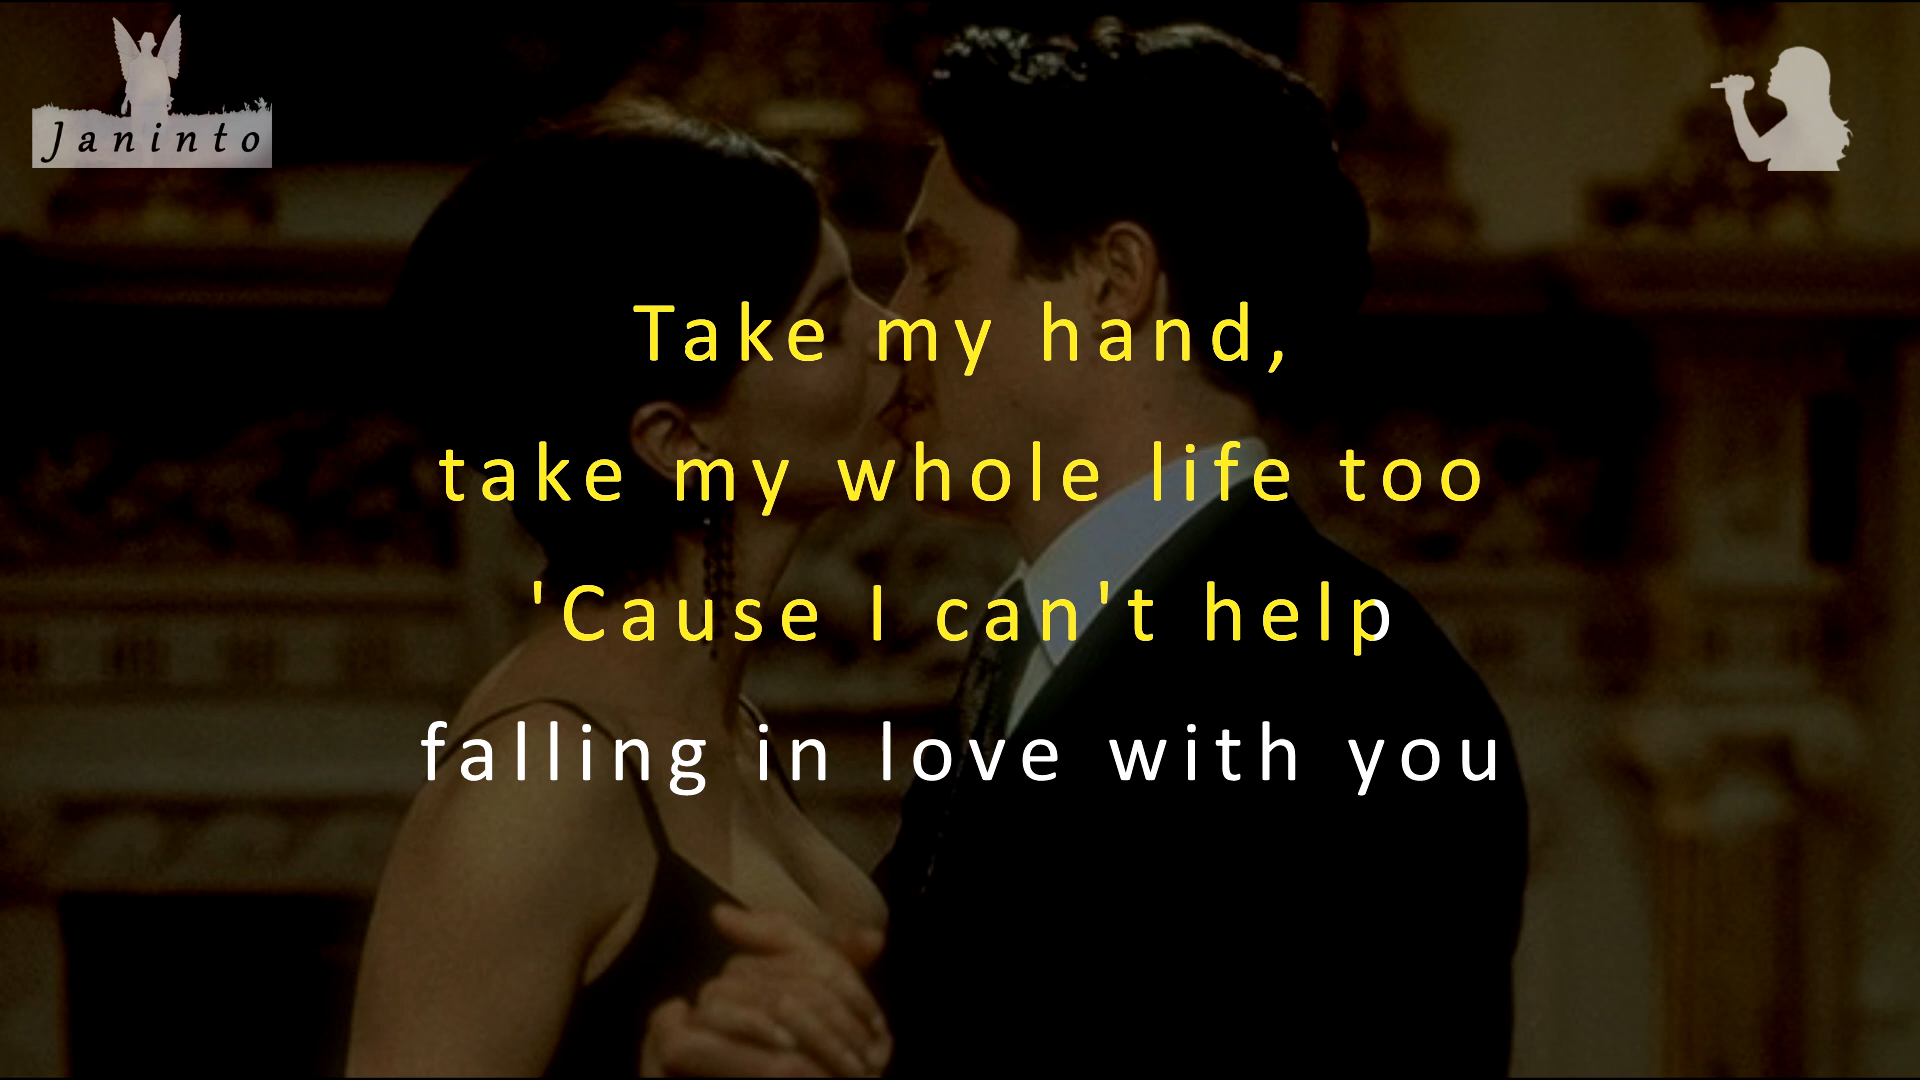 Janinto
Take my hand,
take my whole life too
'Cause I can't help
falling in love with you